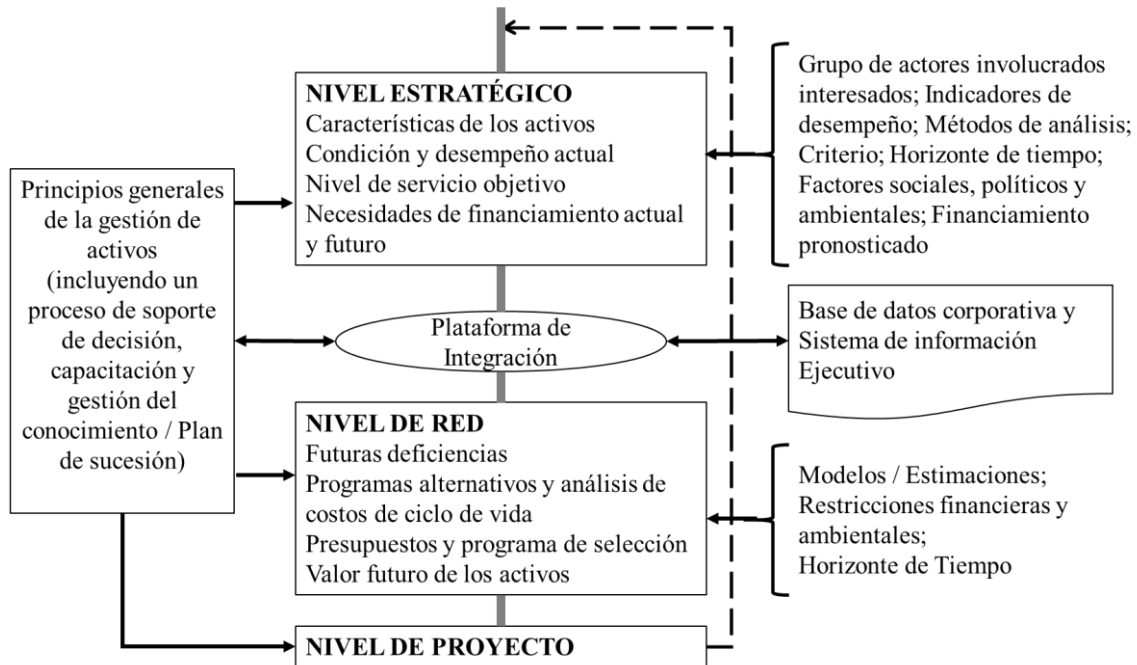 Principios generales
de la gestión de
activos
(incluyendo un
proceso de soporte
de decisión,
capacitación y
gestión del
conocimiento / Plan
de sucesión)
NIVEL ESTRATÉGICO
Características de los activos
Condición y desempeño actual
Nivel de servicio objetivo
Necesidades de financiamiento actual
y futuro
Grupo de actores involucrados
interesados; Indicadores de
desempeño; Métodos de análisis;
Criterio; Horizonte de tiempo;
Factores sociales, políticos y
ambientales; Financiamiento
pronosticado
Plataforma de
Integración
Base de datos corporativa y
Sistema de información
Ejecutivo
NIVEL DE RED
Futuras deficiencias
Programas alternativos y análisis de
costos de ciclo de vida
Presupuestos y programa de selección
Valor futuro de los activos
Modelos / Estimaciones;
Restricciones financieras y
ambientales;
Horizonte de Tiempo
NIVEL DE PROYECTO